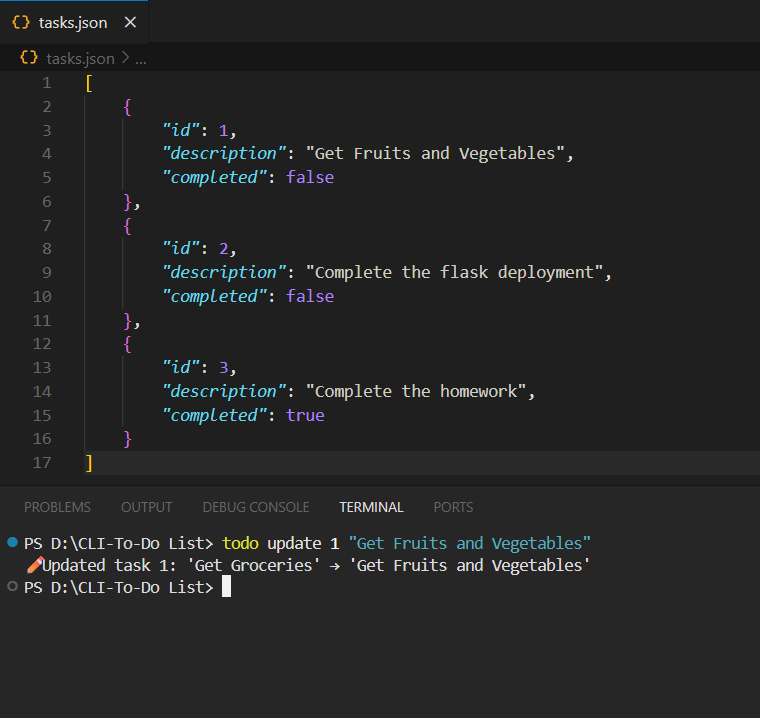 {} tasks.json ×
{} tasks.json > ...
1 [
2 {
3 "id": 1,
4 "description": "Get Fruits and Vegetables",
5 "completed": false
6 },
7 {
8 "id": 2,
9 "description": "Complete the flask deployment",
10 "completed": false
11 },
12 {
13 "id": 3,
14 "description": "Complete the homework",
15 "completed": true
16 }
17 ]
PROBLEMS OUTPUT DEBUG CONSOLE TERMINAL PORTS
PS D:\CLI-To-Do List> todo update 1 "Get Fruits and Vegetables"
✏️Updated task 1: 'Get Groceries' → 'Get Fruits and Vegetables'
PS D:\CLI-To-Do List>